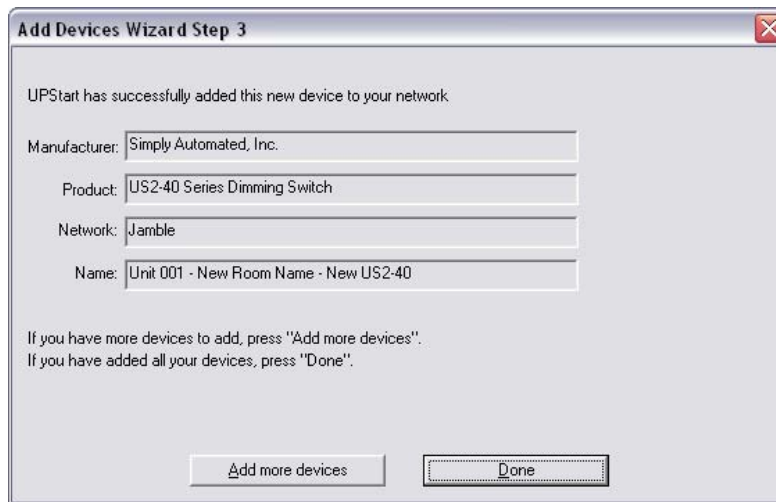 Add Devices Wizard Step 3
UPStart has successfully added this new device to your network
Manufacturer: Simply Automated, Inc.
Product: US2-40 Series Dimming Switch
Network: Jamble
Name: Unit 001 - New Room Name - New US2-40
If you have more devices to add, press "Add more devices".
If you have added all your devices, press "Done".
Add more devices Done